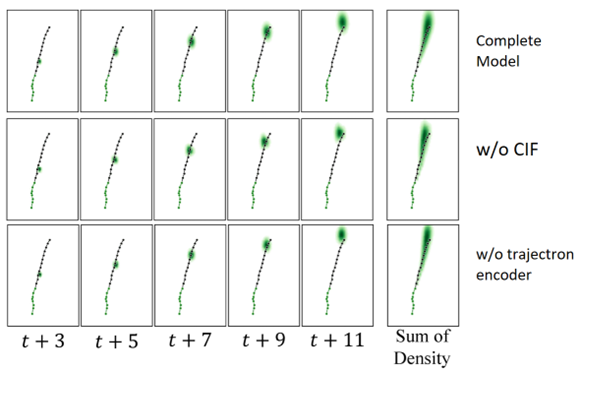 Complete
Model
w/o CIF
w/o trajectron
encoder
t + 3
t + 5
t + 7
t + 9
t + 11
Sum of
Density